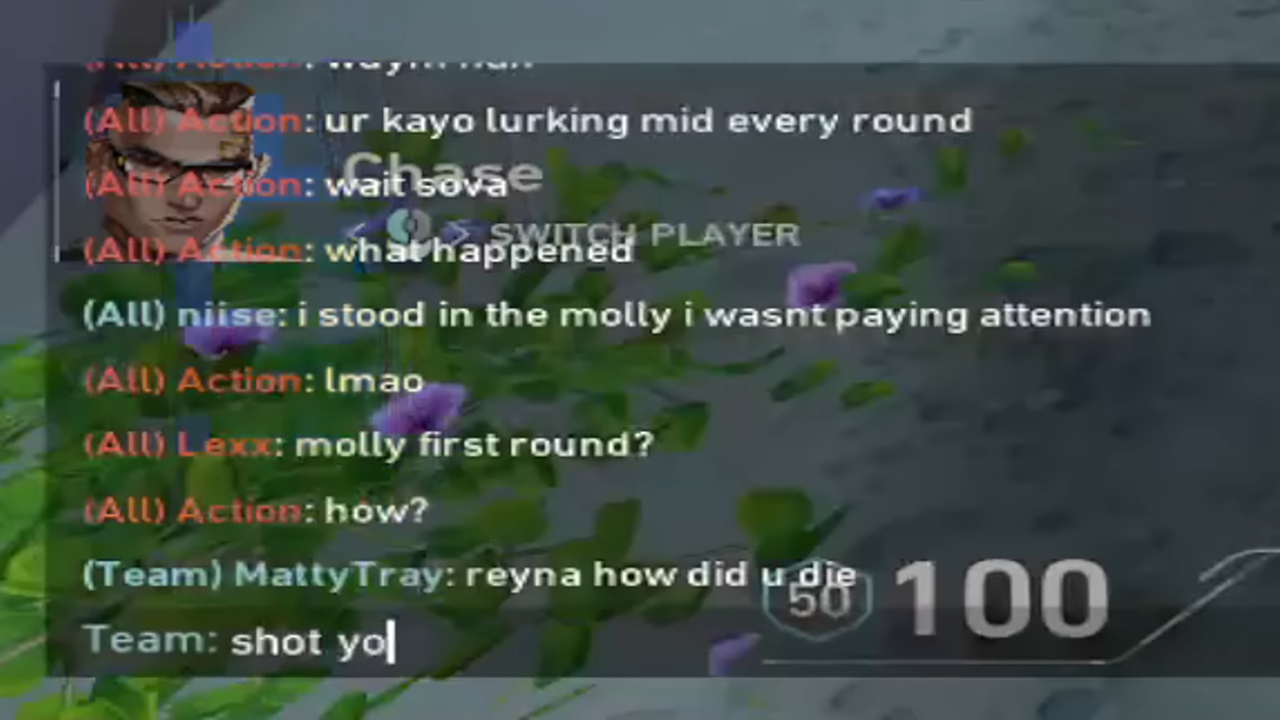 (All) Action: ur kayo lurking mid every round
Chase
(All) Action: wait sova
< > SWITCH PLAYER
(All) Action: what happened
(All) niise: i stood in the molly i wasnt paying attention
(All) Action: lmao
(All) Lexx: molly first round?
(All) Action: how?
(Team) MattyTray: reyna how did u die
50 100
Team: shot yo